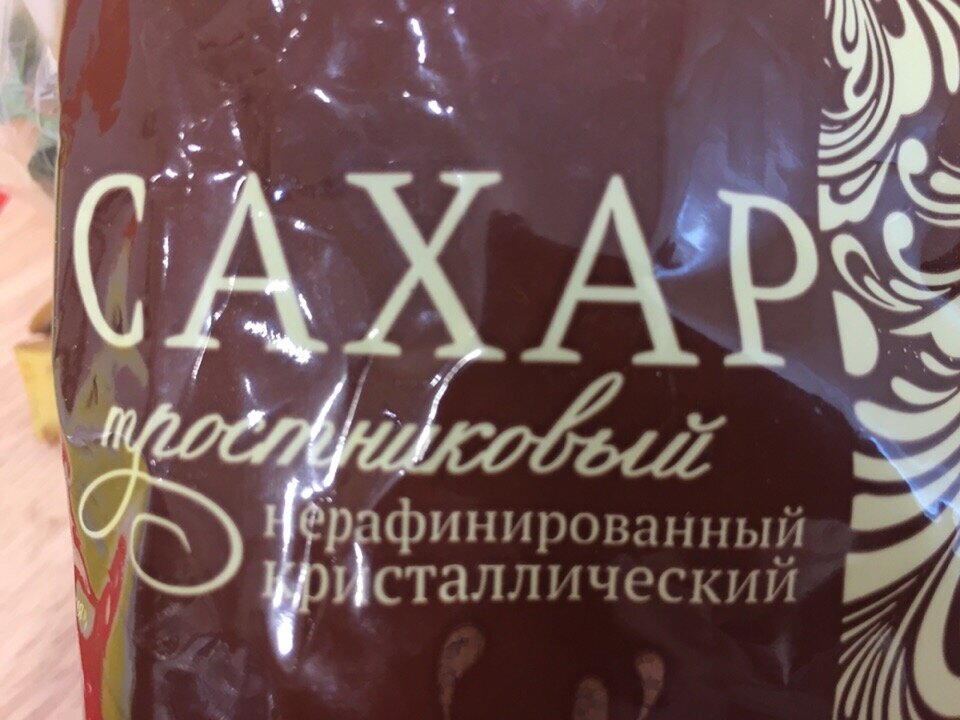 САХАР
тростниковый
нерафинированный
кристаллический